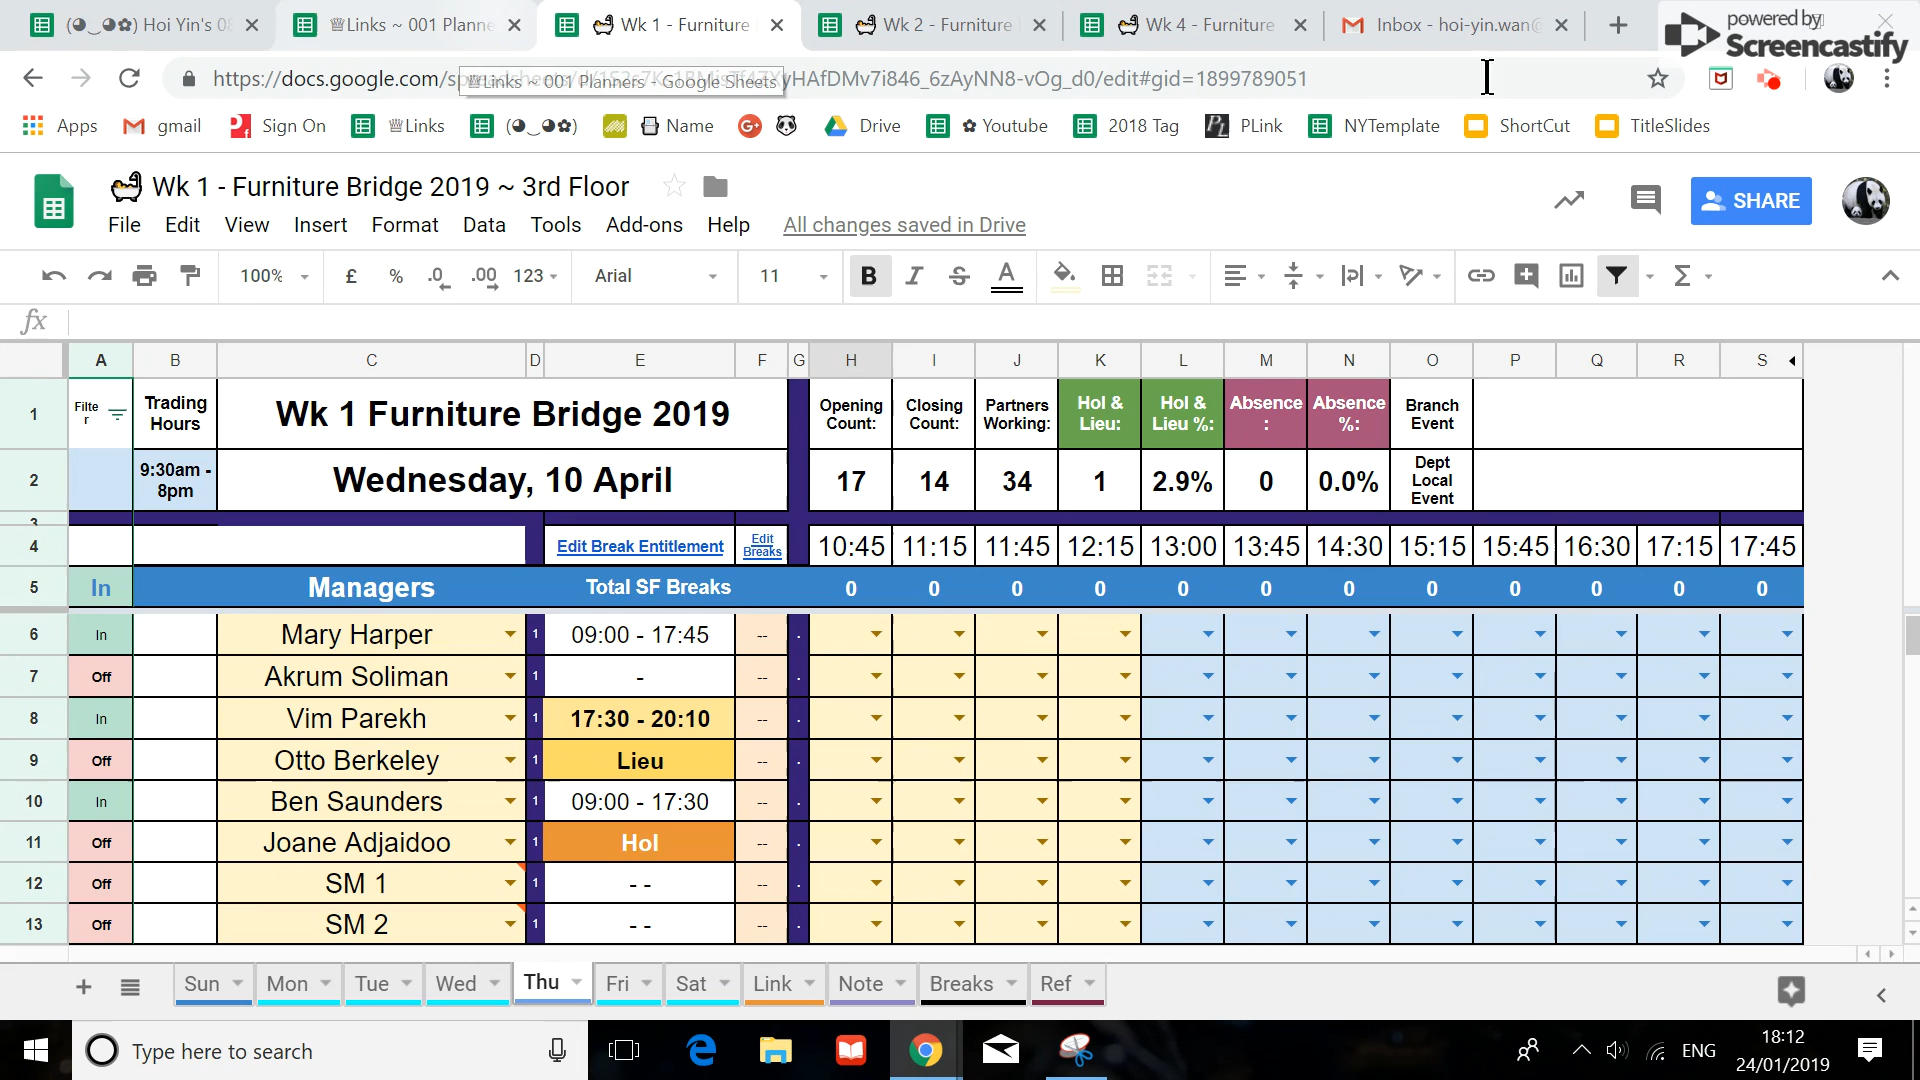 (◕‿◕✿) Hoi Yin's 08
♕Links ~ 001 Planne
Wk 1 - Furniture
Wk 2 - Furniture
Wk 4 - Furniture
Inbox - hoi-yin.wan@
powered by
Screencastify
https://docs.google.com/sp
yHAfDMv7i846_6zAyNN8-vOg_d0/edit#gid=1899789051
♕Links ~ 001 Planners - Google Sheets
Apps gmail Sign On ♕Links (◕‿◕✿) Name Drive ✿ Youtube 2018 Tag PLink NYTemplate ShortCut TitleSlides
Wk 1 - Furniture Bridge 2019 ~ 3rd Floor
SHARE
File Edit View Insert Format Data Tools Add-ons Help All changes saved in Drive
100% £ % .0 .00 123 Arial 11 B I S A Σ
fx
A B C D E F G H I J K L M N O P Q R S
1 Filter Trading Hours Wk 1 Furniture Bridge 2019 Opening Count: Closing Count: Partners Working: Hol & Lieu: Hol & Lieu %: Absence : Absence %: Branch Event
2 9:30am - 8pm Wednesday, 10 April 17 14 34 1 2.9% 0 0.0% Dept Local Event
3
4 Edit Break Entitlement Edit Breaks 10:45 11:15 11:45 12:15 13:00 13:45 14:30 15:15 15:45 16:30 17:15 17:45
5 In Managers Total SF Breaks 0 0 0 0 0 0 0 0 0 0 0 0
6 In Mary Harper 1 09:00 - 17:45 -- .
7 Off Akrum Soliman 1 - -- .
8 In Vim Parekh 1 17:30 - 20:10 -- .
9 Off Otto Berkeley 1 Lieu -- .
10 In Ben Saunders 1 09:00 - 17:30 -- .
11 Off Joane Adjaidoo 1 Hol -- .
12 Off SM 1 1 - - -- .
13 Off SM 2 1 - - -- .
Sun Mon Tue Wed Thu Fri Sat Link Note Breaks Ref
Type here to search
ENG
18:12
24/01/2019